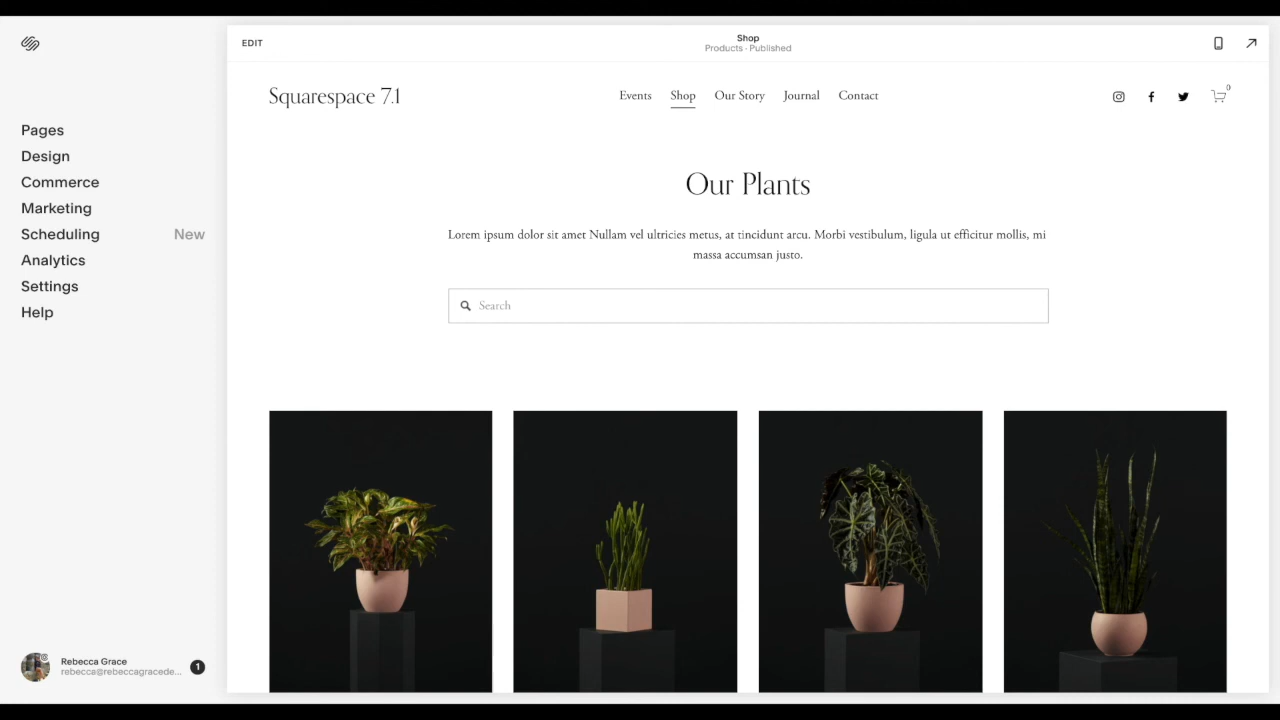 EDIT
Shop
Products · Published
Squarespace 7.1
Events
Shop
Our Story
Journal
Contact
0
Pages
Design
Commerce
Marketing
Scheduling New
Analytics
Settings
Help
Our Plants
Lorem ipsum dolor sit amet Nullam vel ultricies metus, at tincidunt arcu. Morbi vestibulum, ligula ut efficitur mollis, mi
massa accumsan justo.
Search
Rebecca Grace
rebecca@rebeccagracede...
1